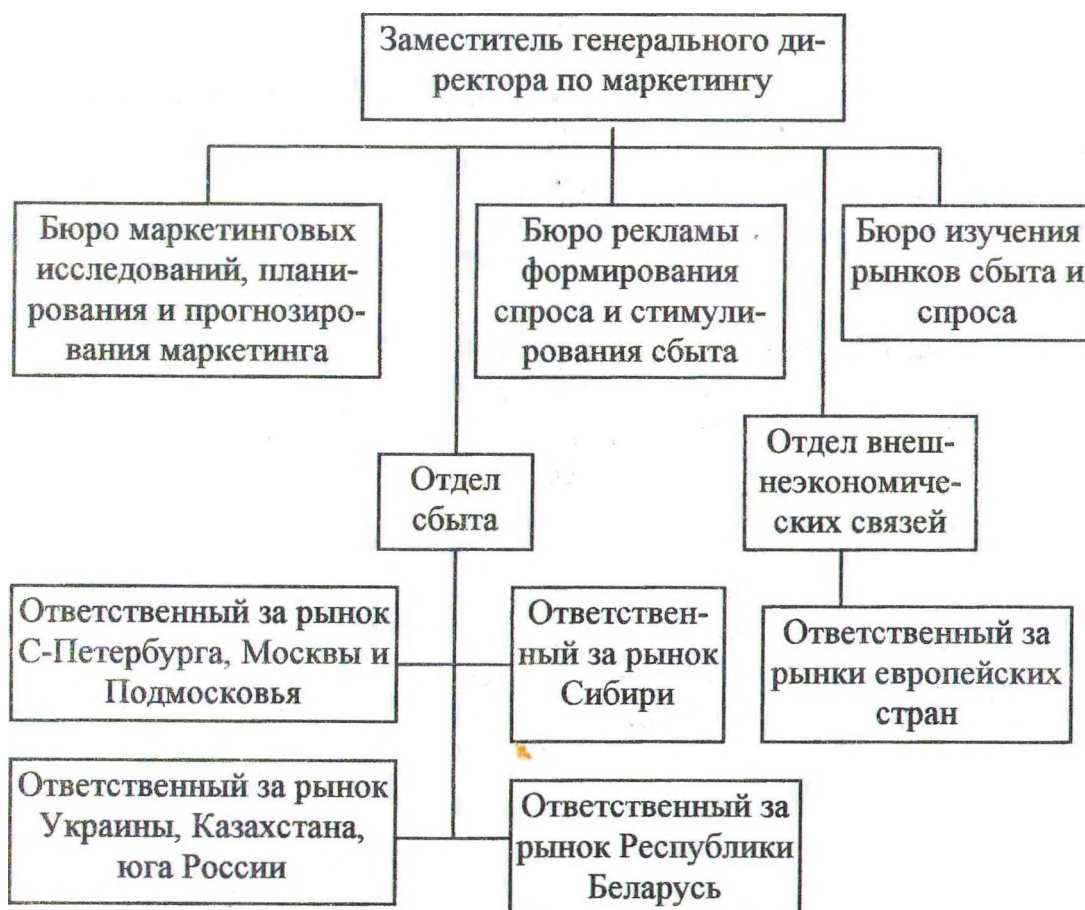 Заместитель генерального ди-
ректора по маркетингу
Бюро маркетинговых
исследований, плани-
рования и прогнозиро-
вания маркетинга
Бюро рекламы
формирования
спроса и стимули-
рования сбыта
Бюро изучения
рынков сбыта и
спроса
Отдел
сбыта
Отдел внеш-
неэкономиче-
ских связей
Ответственный за рынок
С-Петербурга, Москвы и
Подмосковья
Ответствен-
ный за рынок
Сибири
Ответственный за
рынки европейских
стран
Ответственный за рынок
Украины, Казахстана,
юга России
Ответственный за
рынок Республики
Беларусь